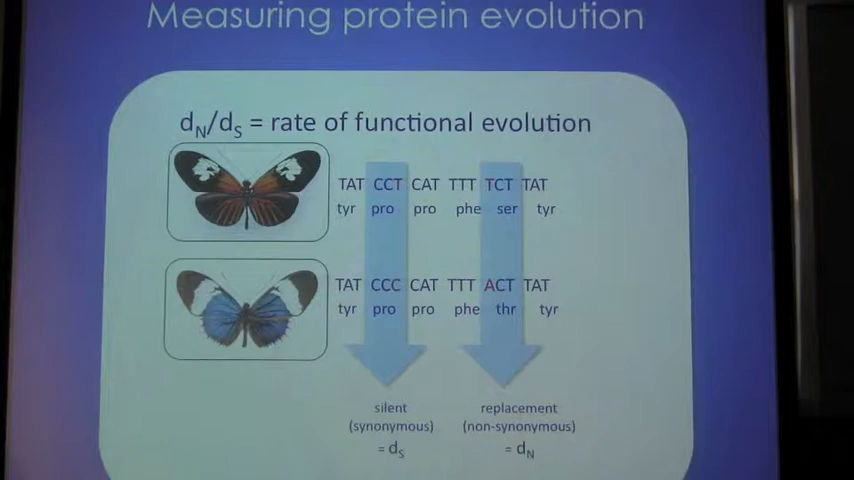 Measuring protein evolution
dN/dS = rate of functional evolution
TAT CCT CAT TTT TCT TAT
tyr pro pro phe ser tyr
TAT CCC CAT TTT ACT TAT
tyr pro pro phe thr tyr
silent replacement
(synonymous) (non-synonymous)
= dS = dN